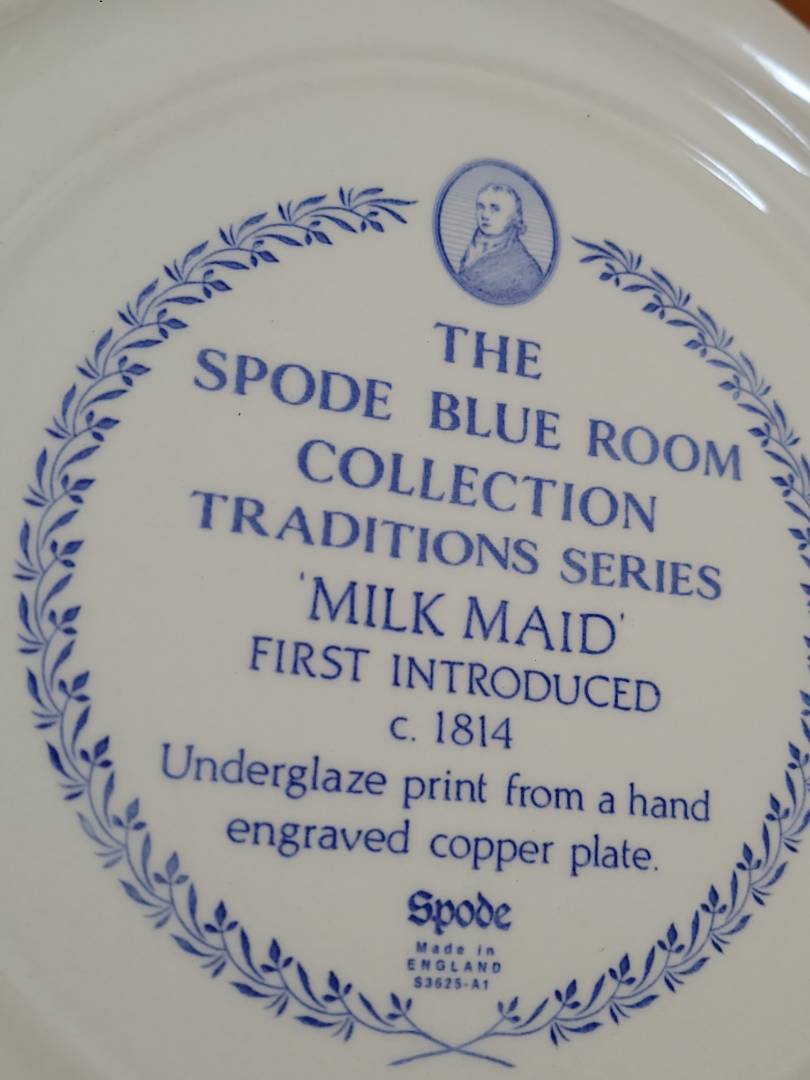 THE
SPODE BLUE ROOM
COLLECTION
TRADITIONS SERIES
'MILK MAID'
FIRST INTRODUCED
c. 1814
Underglaze print from a hand
engraved copper plate.
Spode
Made in
ENGLAND
S3625-A1